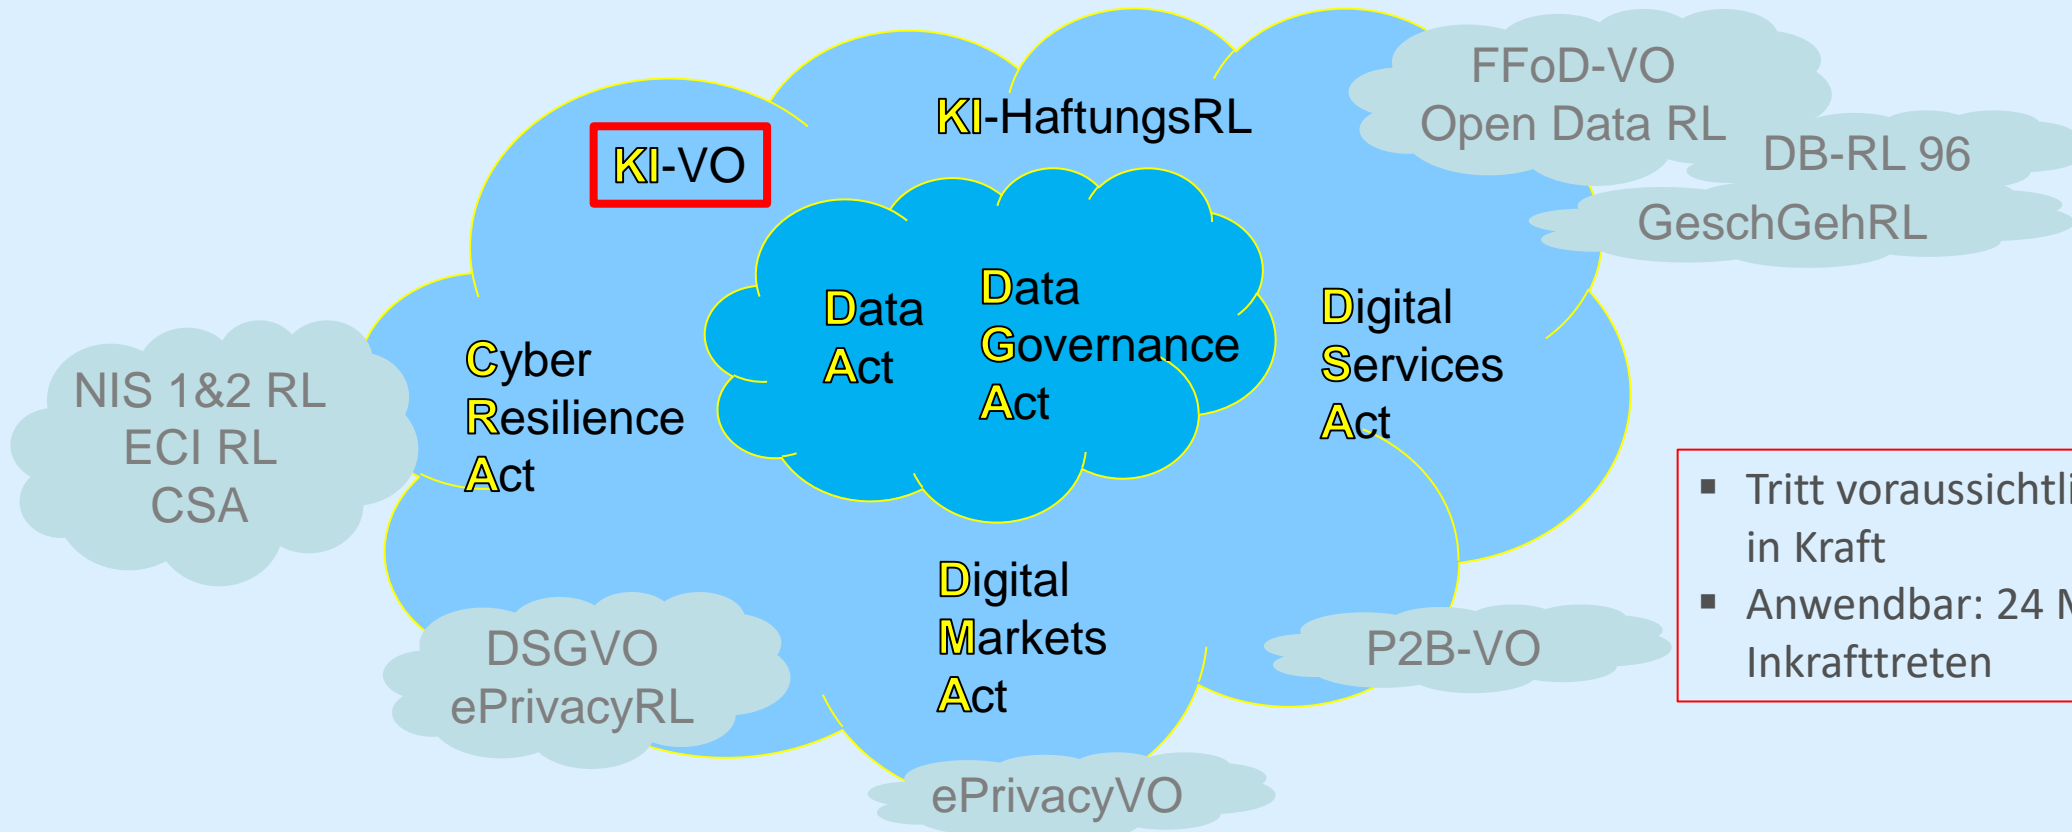 FFoD-VO
Open Data RL
DB-RL 96
GeschGehRL
KI-HaftungsRL
KI-VO
Data
Act
Data
Governance
Act
Digital
Services
Act
Cyber
Resilience
Act
NIS 1&2 RL
ECI RL
CSA
▪ Tritt
in Kraft
▪ Anwendbar: 24
Inkrafttreten
Digital
Markets
Act
DSGVO
ePrivacyRL
P2B-VO
ePrivacyVO